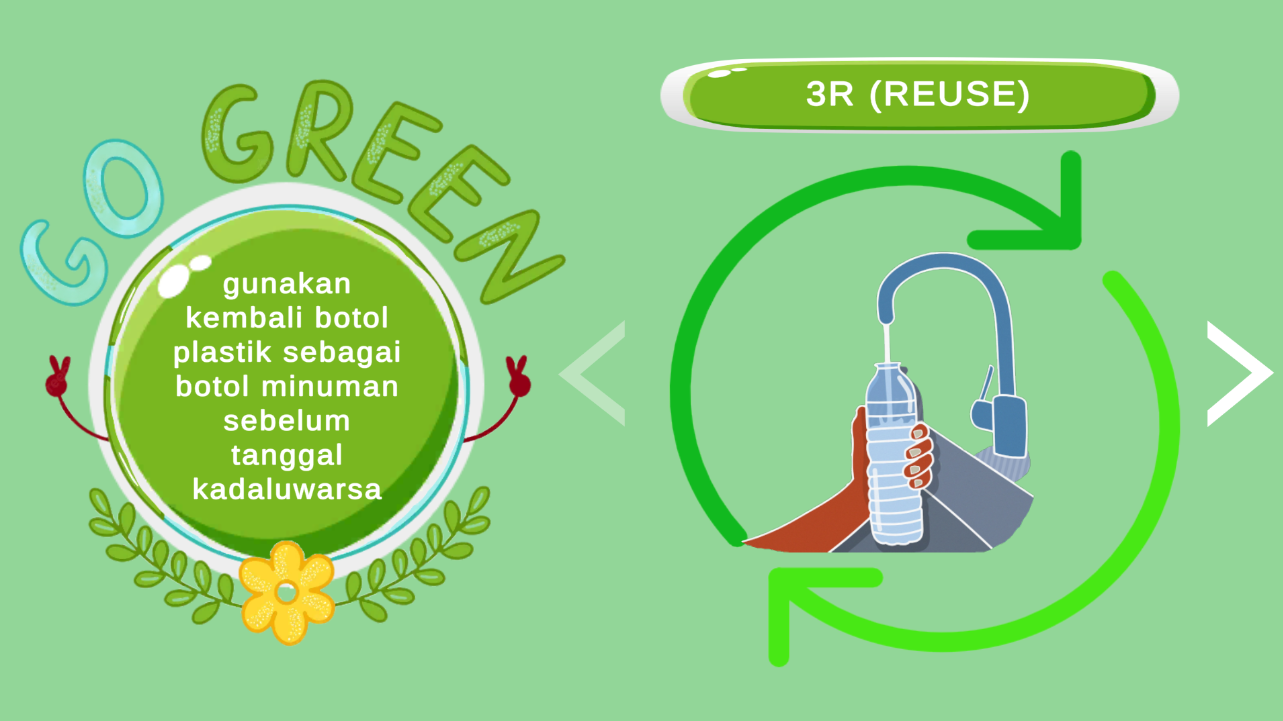 GO GREEN
gunakan
kembali botol
plastik sebagai
botol minuman
sebelum
tanggal
kadaluwarsa
3R (REUSE)